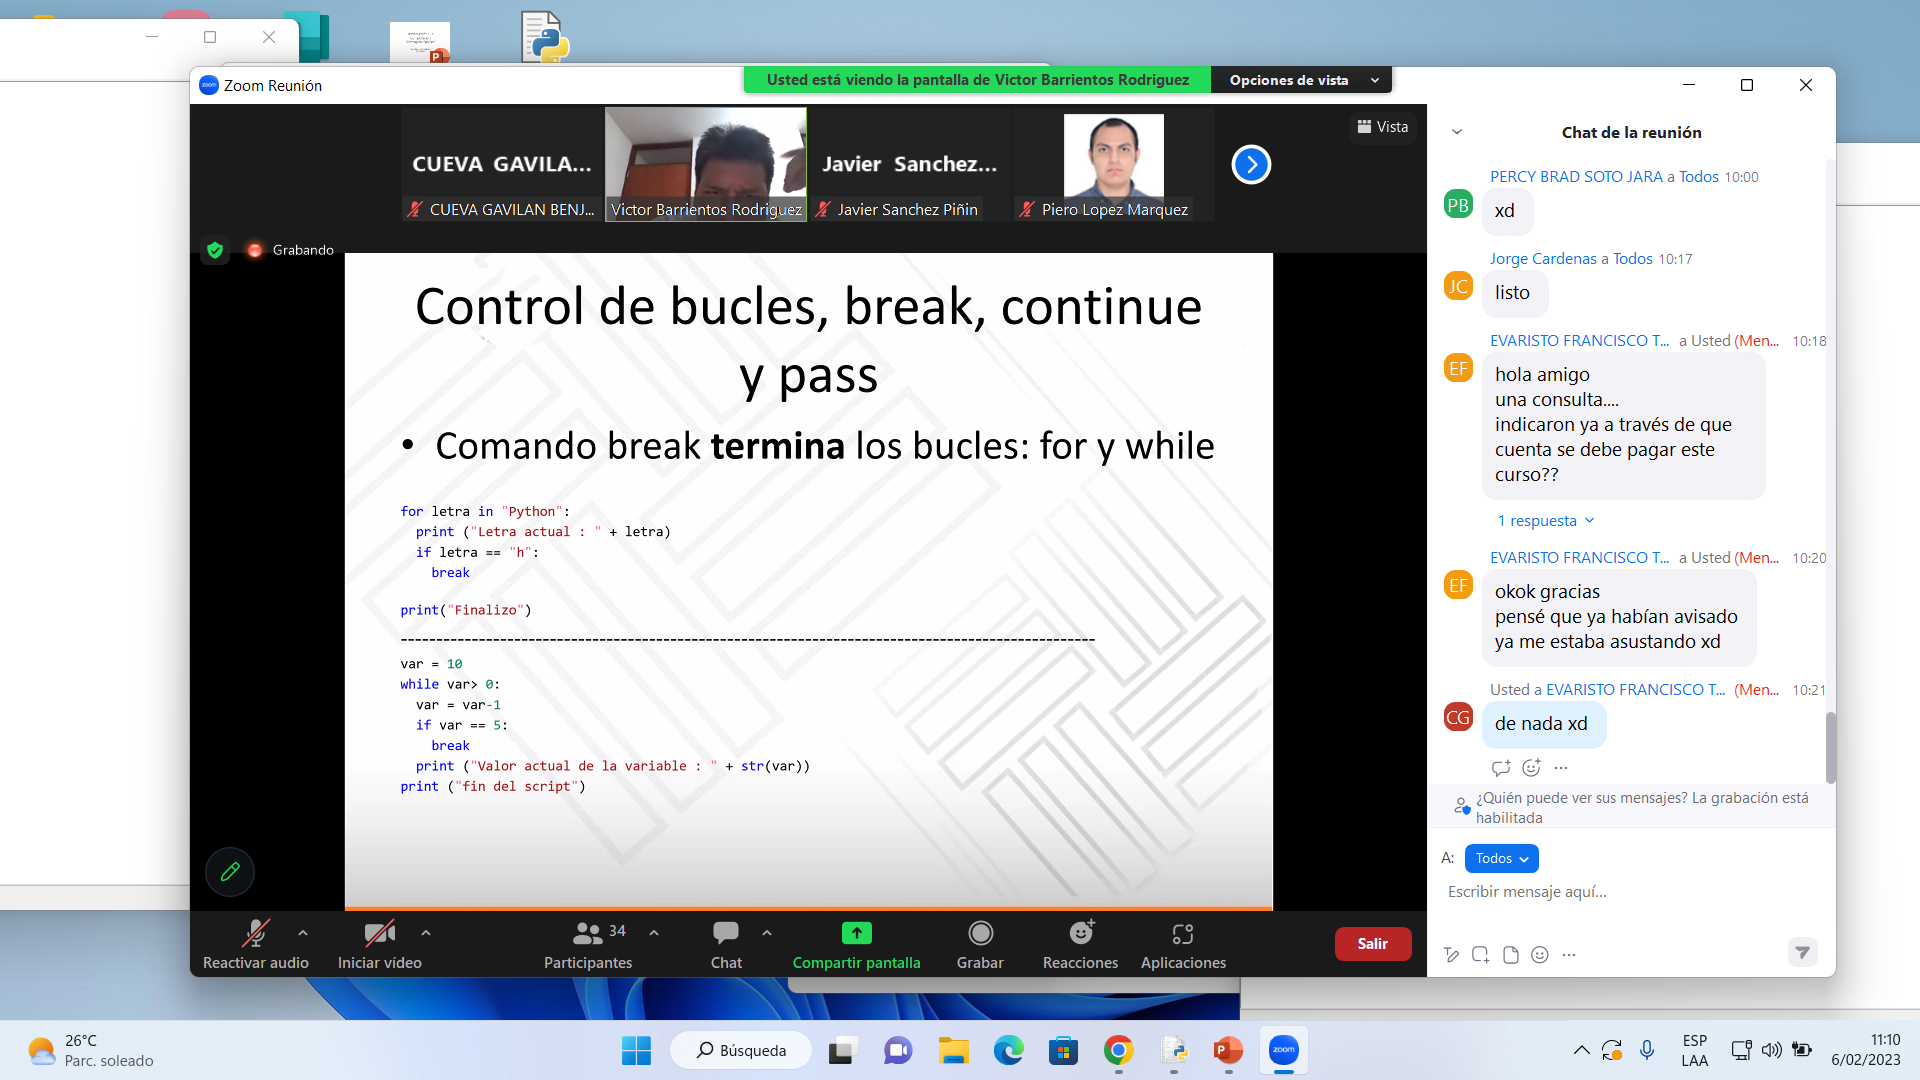 Zoom Reunión
Usted está viendo la pantalla de Victor Barrientos Rodriguez
Opciones de vista
CUEVA GAVILA...
CUEVA GAVILAN BENJ...
Victor Barrientos Rodriguez
Javier Sanchez...
Javier Sanchez Piñin
Piero Lopez Marquez
Vista
Grabando
Control de bucles, break, continue
y pass
• Comando break termina los bucles: for y while
for letra in "Python":
print ("Letra actual : " + letra)
if letra == "h":
break
print("Finalizo")
var = 10
while var> 0:
var = var-1
if var == 5:
break
print ("Valor actual de la variable : " + str(var))
print ("fin del script")
Reactivar audio
Iniciar vídeo
34
Participantes
Chat
Compartir pantalla
Grabar
Reacciones
Aplicaciones
Salir
Chat de la reunión
PERCY BRAD SOTO JARA a Todos 10:00
PB
xd
Jorge Cardenas a Todos 10:17
JC
listo
EVARISTO FRANCISCO T... a Usted (Men... 10:18
EF
hola amigo
una consulta....
indicaron ya a través de que
cuenta se debe pagar este
curso??
1 respuesta
EVARISTO FRANCISCO T... a Usted (Men... 10:20
EF
okok gracias
pensé que ya habían avisado
ya me estaba asustando xd
Usted a EVARISTO FRANCISCO T... (Men... 10:21
CG
de nada xd
¿Quién puede ver sus mensajes? La grabación está
habilitada
A: Todos
Escribir mensaje aquí...
26°C
Parc. soleado
Búsqueda
zoom
ESP
LAA
11:10
6/02/2023